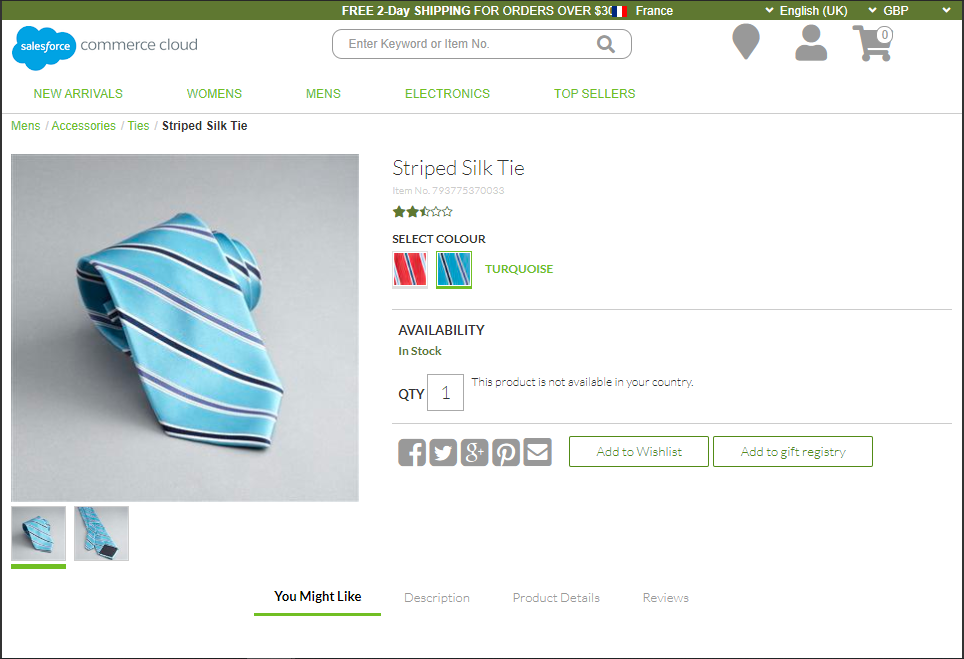 FREE 2-Day SHIPPING FOR ORDERS OVER $30 France English (UK) GBP
salesforce commerce cloud
Enter Keyword or Item No.
0
NEW ARRIVALS WOMENS MENS ELECTRONICS TOP SELLERS
Mens / Accessories / Ties / Striped Silk Tie
Striped Silk Tie
Item No. 793775370033
SELECT COLOUR
TURQUOISE
AVAILABILITY
In Stock
QTY 1 This product is not available in your country.
Add to Wishlist Add to gift registry
You Might Like Description Product Details Reviews